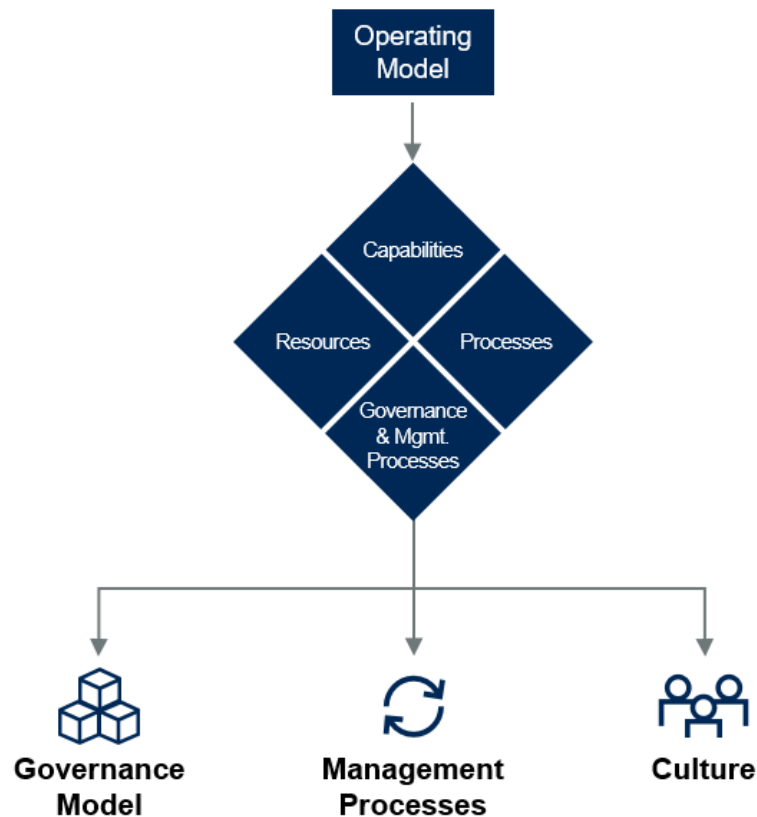 Operating
Model
Capabilities
Resources
Processes
Governance
& Mgmt.
Processes
Governance
Model
Management
Processes
Culture